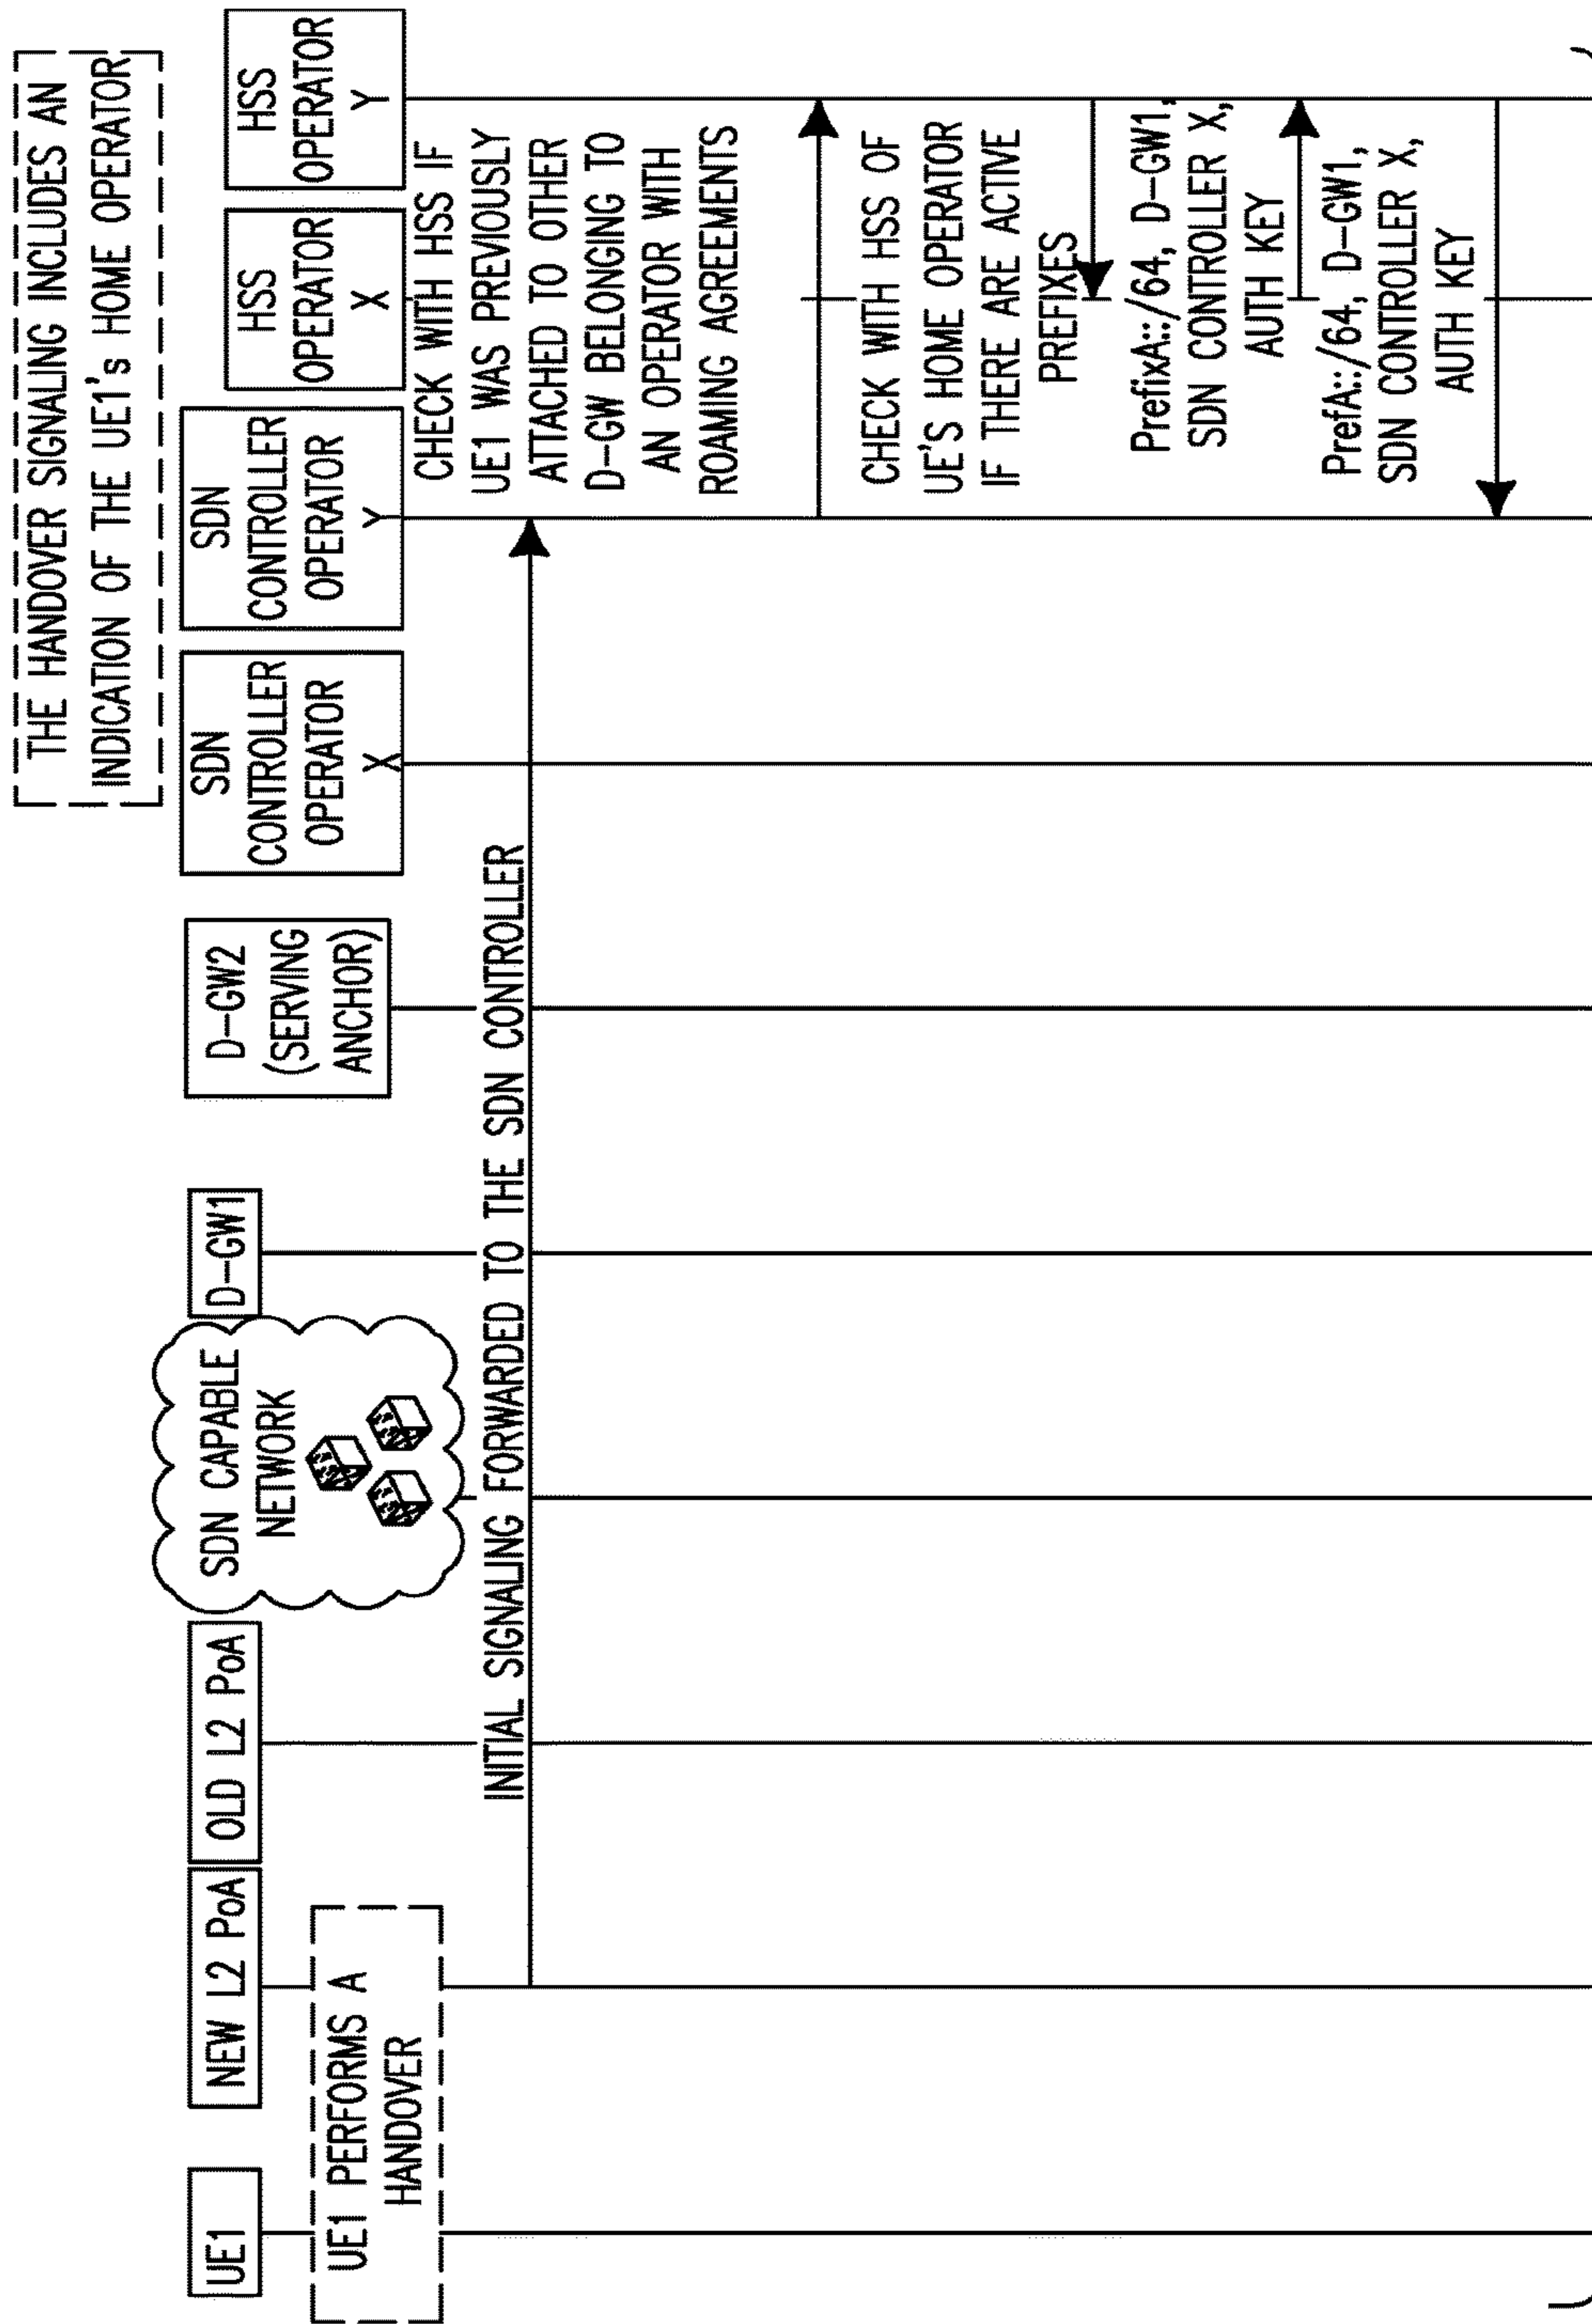 THE HANDOVER SIGNALING INCLUDES AN
INDICATION OF THE UE1's HOME OPERATOR
UE1
NEW L2 PoA
OLD L2 PoA
SDN CAPABLE
NETWORK
D-GW1
D-GW2
(SERVING
ANCHOR)
SDN
CONTROLLER
OPERATOR
X
SDN
CONTROLLER
OPERATOR
Y
HSS
OPERATOR
X
HSS
OPERATOR
Y
UE1 PERFORMS A
HANDOVER
INITIAL SIGNALING FORWARDED TO THE SDN CONTROLLER
CHECK WITH HSS IF
UE1 WAS PREVIOUSLY
ATTACHED TO OTHER
D-GW BELONGING TO
AN OPERATOR WITH
ROAMING AGREEMENTS
CHECK WITH HSS OF
UE'S HOME OPERATOR
IF THERE ARE ACTIVE
PREFIXES
PrefixA::/64, D-GW1,
SDN CONTROLLER X,
AUTH KEY
PrefA::/64, D-GW1,
SDN CONTROLLER X,
AUTH KEY